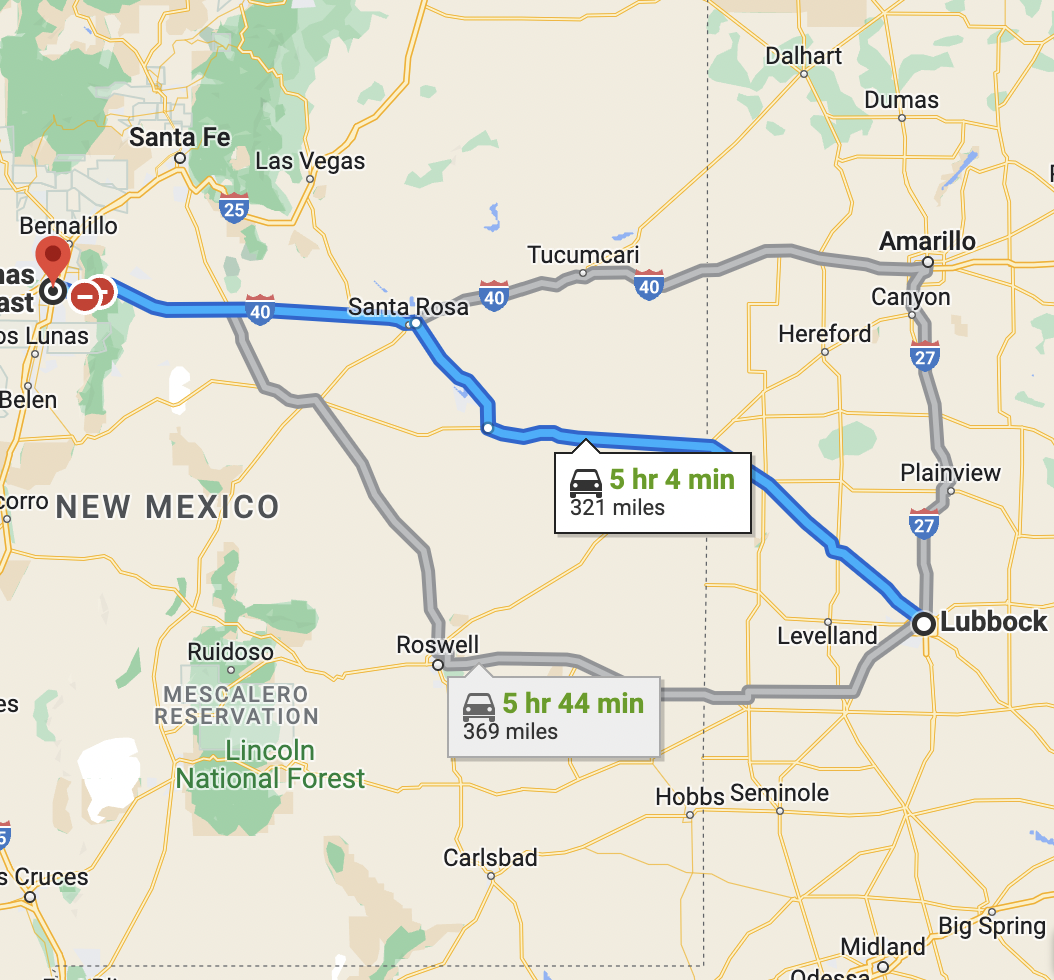 Dalhart
Dumas
Santa Fe
Las Vegas
25
Bernalillo
Amarillo
Tucumcari
nas
ast
40
40
40
Santa Rosa
Canyon
os Lunas
Hereford
27
Belen
Plainview
5 hr 4 min
321 miles
corro
NEW MEXICO
27
Lubbock
Levelland
Roswell
Ruidoso
MESCALERO
RESERVATION
5 hr 44 min
369 miles
es
Lincoln
National Forest
Hobbs
Seminole
5
Carlsbad
s Cruces
Big Spring
Midland
Odessa